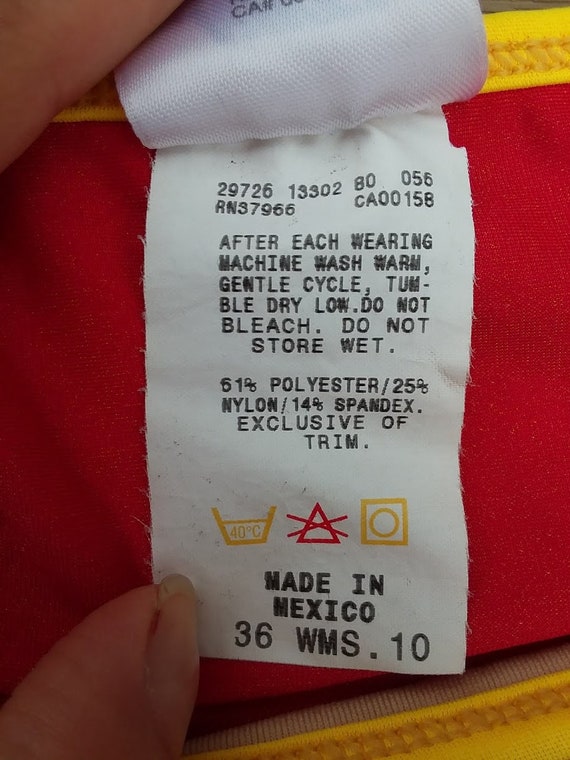 29726 13302 80 056
RN37966 CA00158
AFTER EACH WEARING
MACHINE WASH WARM,
GENTLE CYCLE, TUM-
BLE DRY LOW.DO NOT
BLEACH. DO NOT
STORE WET.
61% POLYESTER/25%
NYLON/14% SPANDEX.
EXCLUSIVE OF
TRIM.
40°C
MADE IN
MEXICO
36 WMS.10